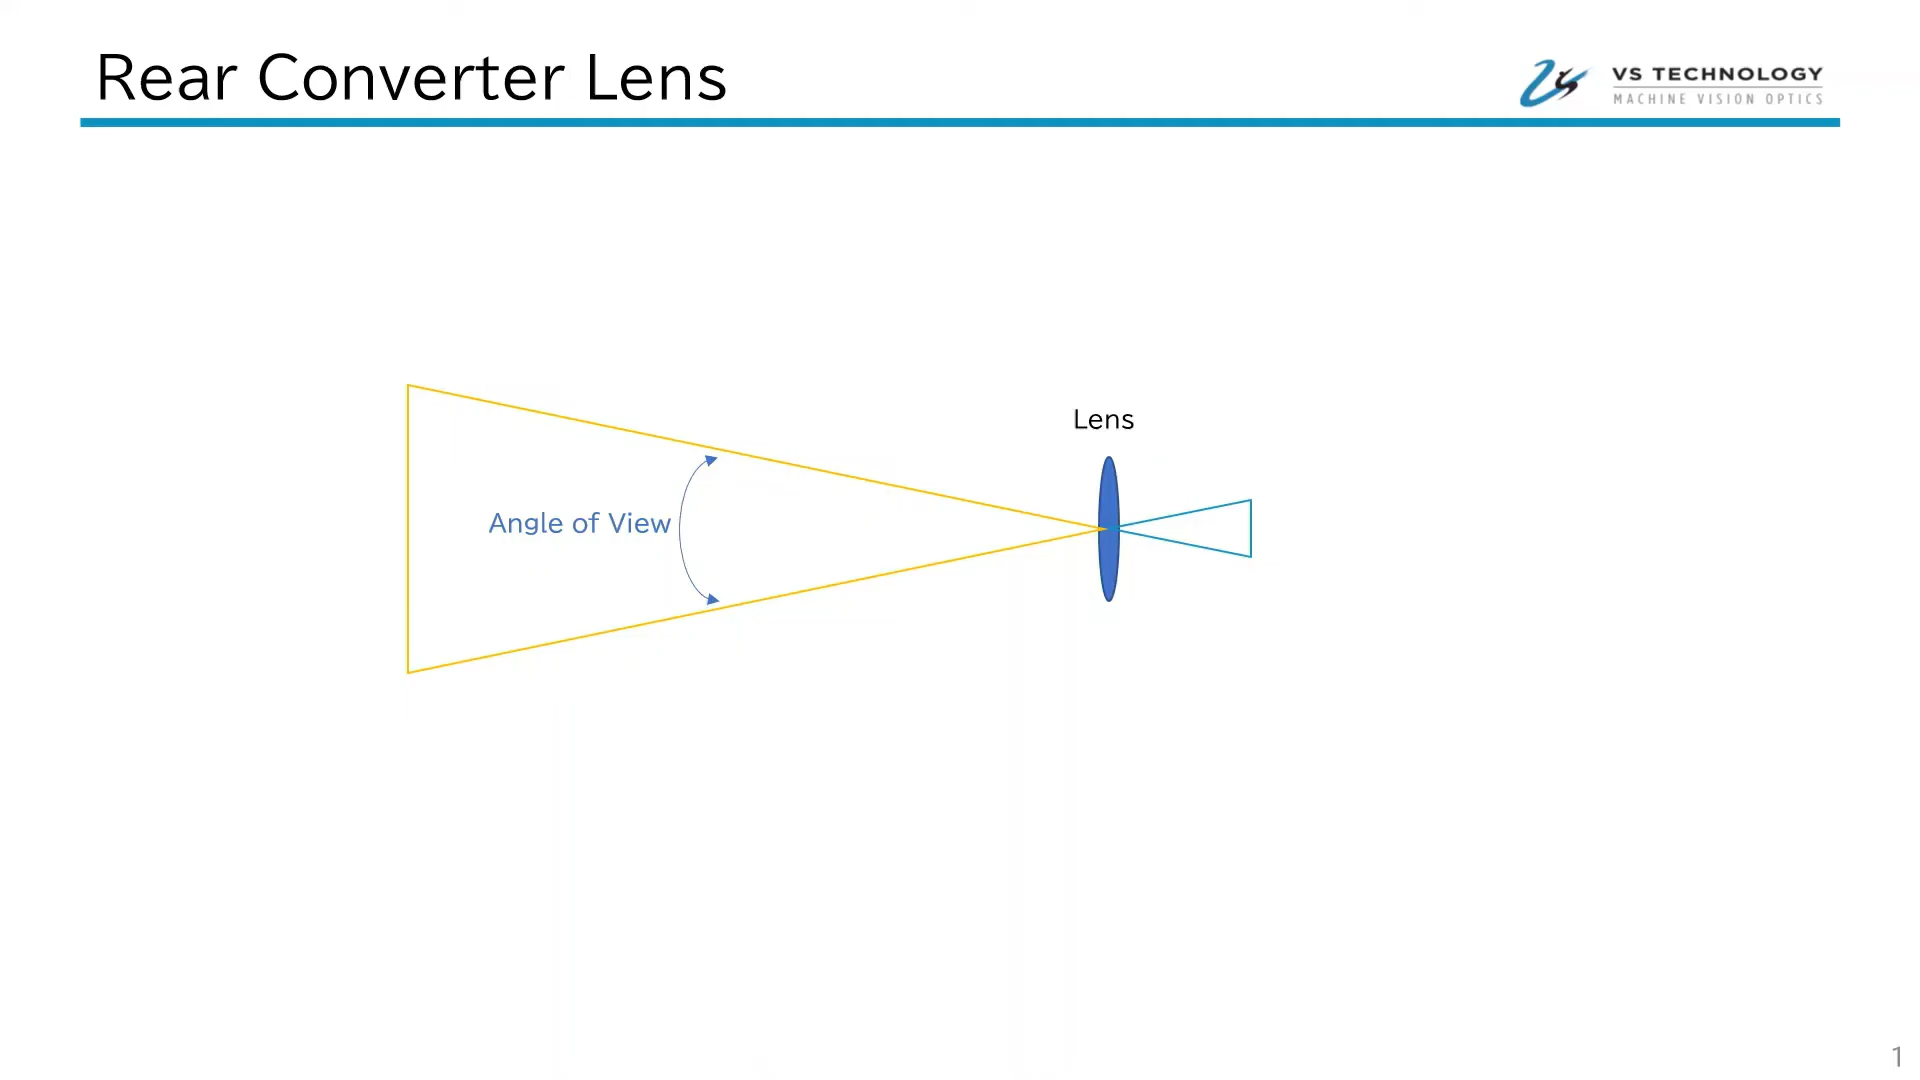 Rear Converter Lens
VS TECHNOLOGY
MACHINE VISION OPTICS
Lens
Angle of View
1